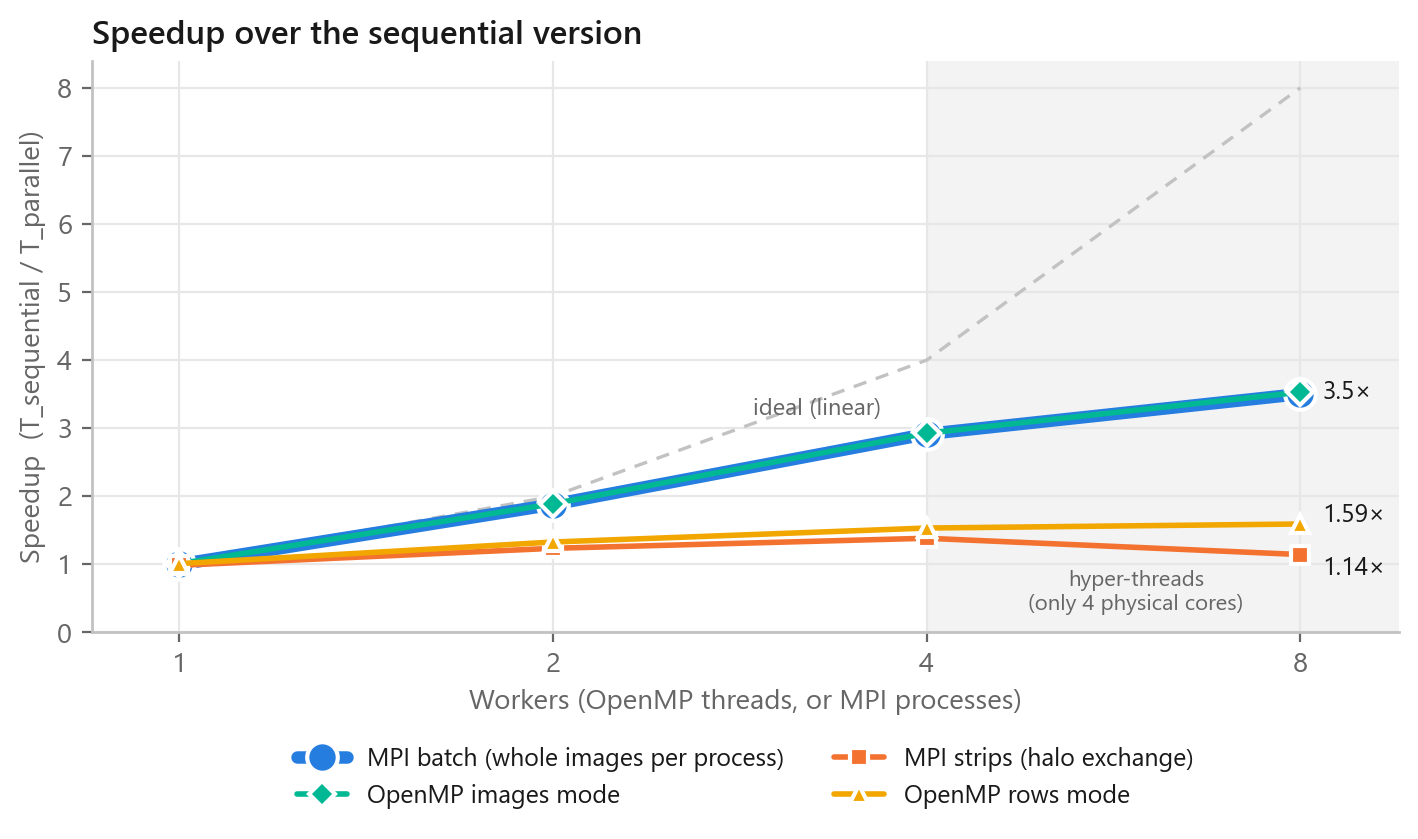 Speedup over the sequential version
Speedup (T_sequential / T_parallel)
8
7
6
5
4
3
2
1
0
ideal (linear)
3.5×
1.59×
1.14×
hyper-threads
(only 4 physical cores)
1 2 4 8
Workers (OpenMP threads, or MPI processes)
MPI batch (whole images per process) MPI strips (halo exchange)
OpenMP images mode OpenMP rows mode